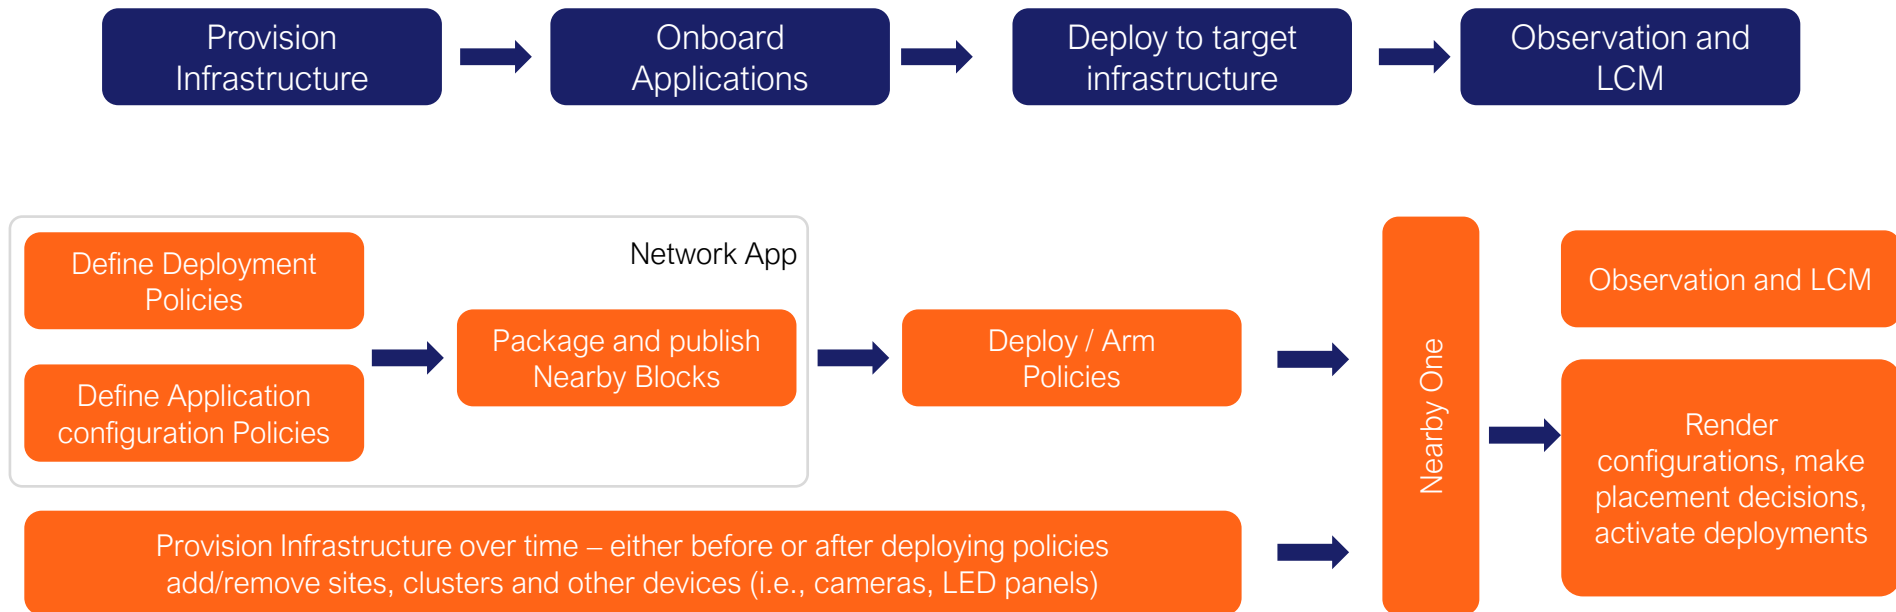 Provision
Infrastructure
Onboard
Applications
Deploy to target
infrastructure
Observation and
LCM
Network App
Define Deployment
Policies
Define Application
configuration Policies
Package and publish
Nearby Blocks
Deploy / Arm
Policies
Nearby One
Observation and LCM
Render
configurations, make
placement decisions,
activate deployments
Provision Infrastructure over time – either before or after deploying policies
add/remove sites, clusters and other devices (i.e., cameras, LED panels)